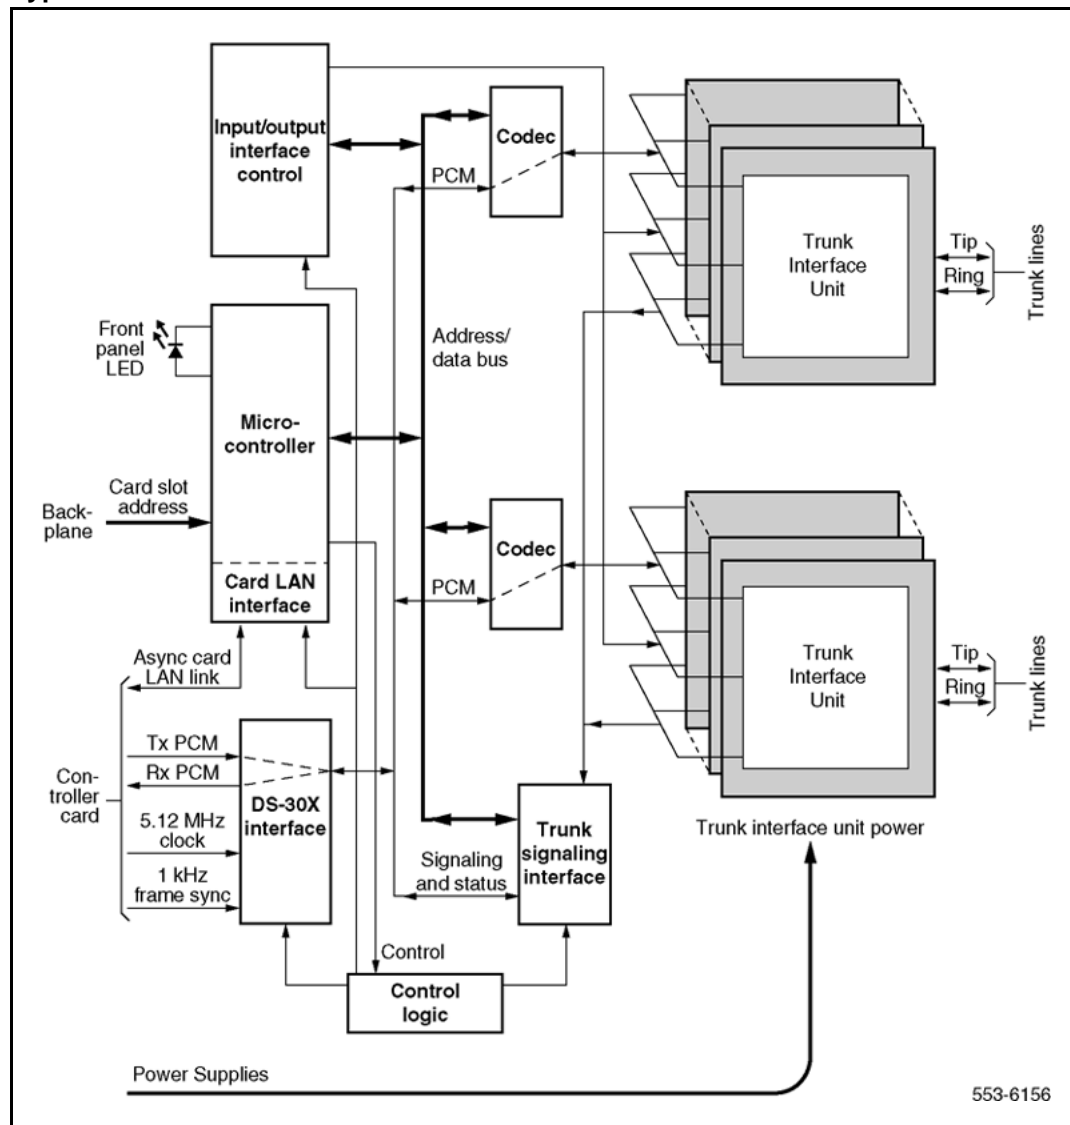 Input/output
interface
control
Codec
PCM
Trunk
Interface
Unit
Tip
Ring
Trunk lines
Front
panel
LED
Address/
data bus
Micro-
controller
Card slot
address
Back-
plane
Codec
Card LAN
interface
PCM
Trunk
Interface
Unit
Tip
Ring
Trunk lines
Async card
LAN link
Tx PCM
Rx PCM
Con-
troller
card
DS-30X
interface
5.12 MHz
clock
1 kHz
frame sync
Trunk
signaling
interface
Signaling
and status
Trunk interface unit power
Control
Control
logic
Power Supplies
553-6156